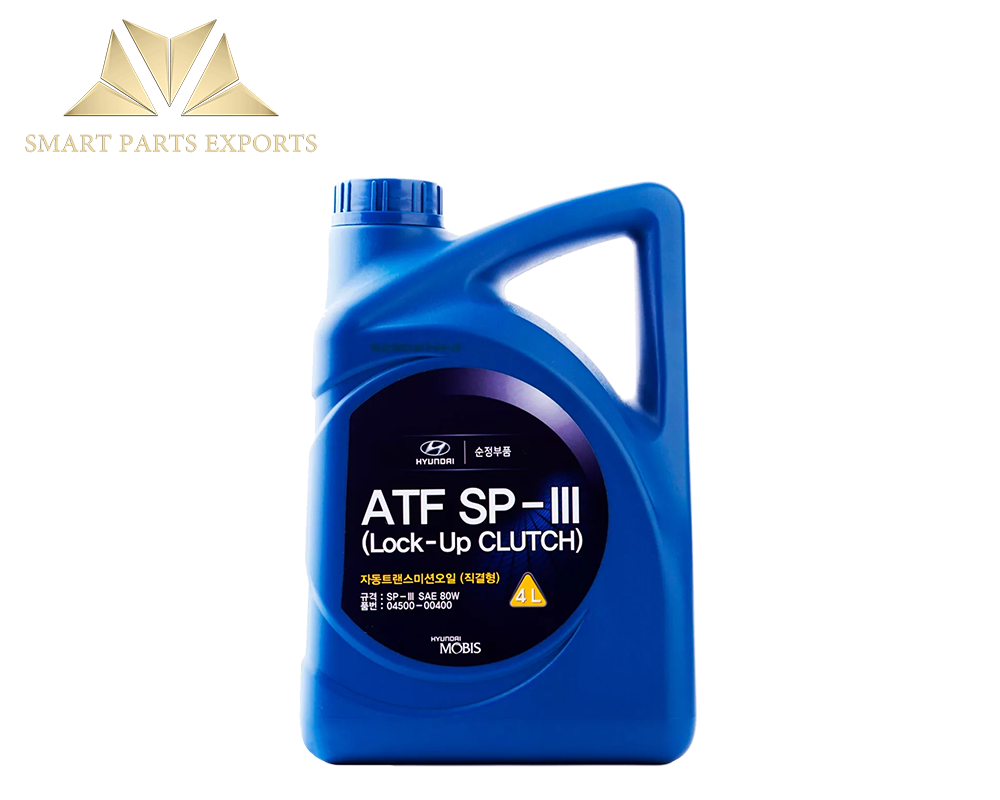 SMART PARTS EXPORTS
HYUNDAI
순정부품
ATF SP-III
(Lock-Up CLUTCH)
자동트랜스미션오일 (직결형)
규격 : SP-III SAE 80W
품번 : 04500-00400
4 L
HYUNDAI
MOBIS